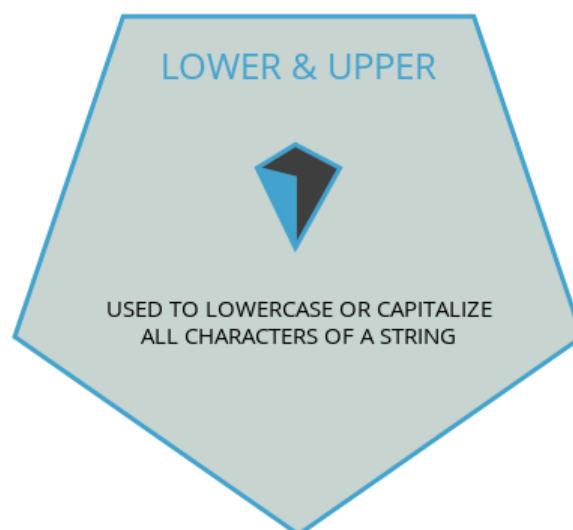 LOWER & UPPER
USED TO LOWERCASE OR CAPITALIZE
ALL CHARACTERS OF A STRING